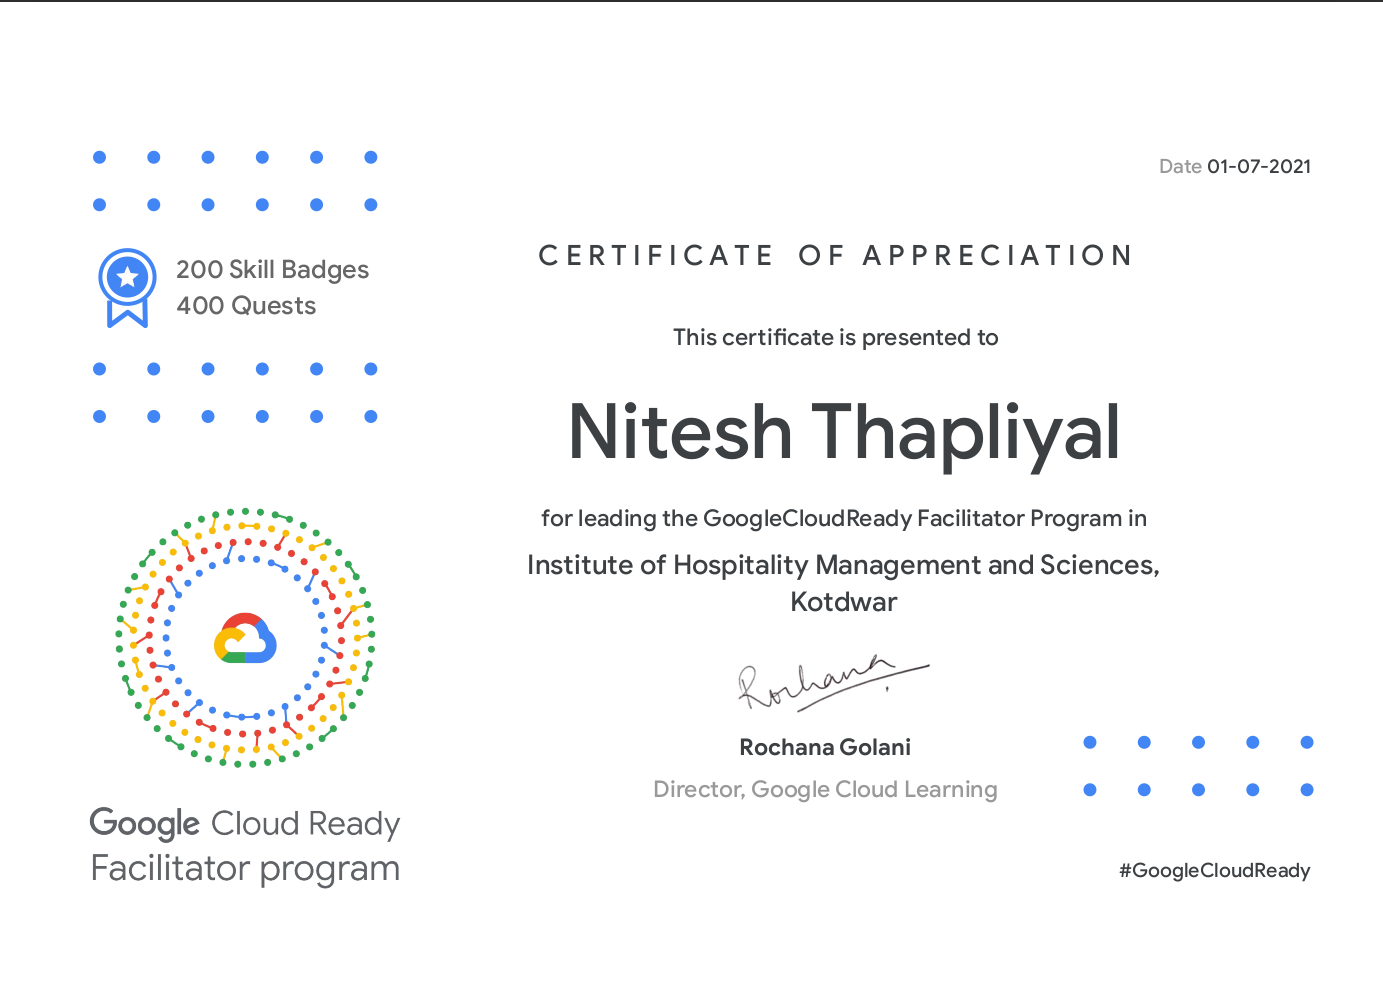 Date 01-07-2021
200 Skill Badges
400 Quests
CERTIFICATE OF APPRECIATION
This certificate is presented to
Nitesh Thapliyal
for leading the GoogleCloudReady Facilitator Program in
Institute of Hospitality Management and Sciences,
Kotdwar
Rochana
Rochana Golani
Director, Google Cloud Learning
Google Cloud Ready
Facilitator program
#GoogleCloudReady